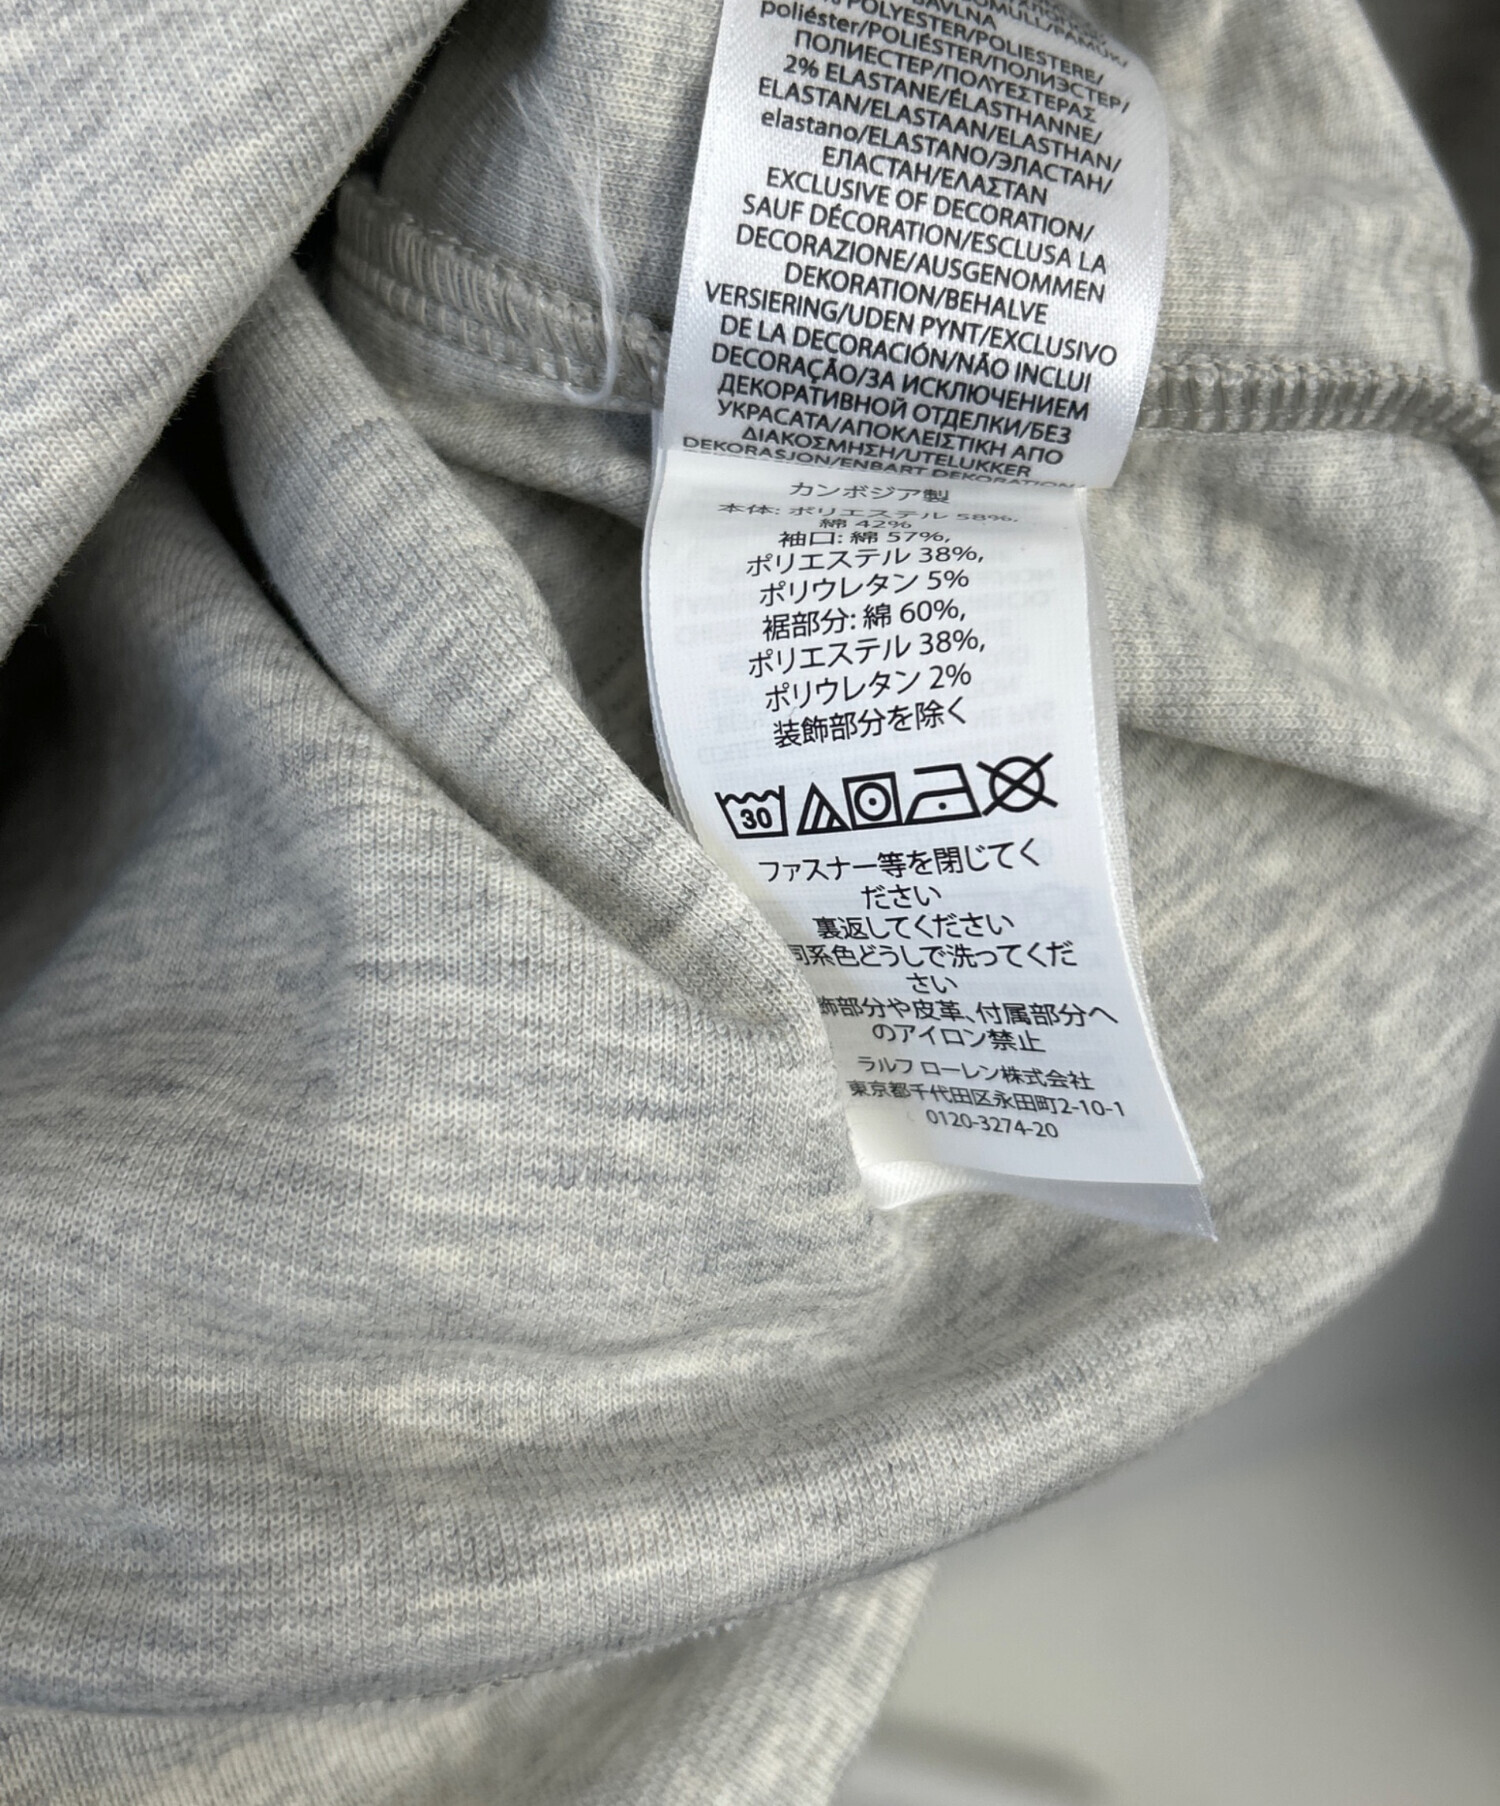 BAVLNA
POLYESTER/POLIESTERE/
poliéster/POLIÉSTER/ПОЛИЭСТЕР/
ПОЛИЕСТЕР/ΠΟΛΥΕΣΤΕΡΑΣ
2% ELASTANE/ÉLASTHANNE/
ELASTAN/ELASTAAN/ELASTHAN/
elastano/ELASTANO/ЭЛАСТАН/
ЕЛАСТАН/ΕΛΑΣΤΑΝ
EXCLUSIVE OF DECORATION/
SAUF DÉCORATION/ESCLUSA LA
DECORAZIONE/AUSGENOMMEN
DEKORATION/BEHALVE
VERSIERING/UDEN PYNT/EXCLUSIVO
DE LA DECORACIÓN/NÃO INCLUI
DECORAÇÃO/ЗА ИСКЛЮЧЕНИЕМ
ДЕКОРАТИВНОЙ ОТДЕЛКИ/БЕЗ
УКРАСАТА/ΑΠΟΚΛΕΙΣΤΙΚΗ ΑΠΟ
ΔΙΑΚΟΣΜΗΣΗ/UTELUKKER
DEKORASJON/ENBART DEKORATION
カンボジア製
本体: ポリエステル 58%,
綿 42%
袖口: 綿 57%,
ポリエステル 38%,
ポリウレタン 5%
裾部分: 綿 60%,
ポリエステル 38%,
ポリウレタン 2%
装飾部分を除く
30
ファスナー等を閉じてく
ださい
裏返してください
同系色どうしで洗ってくだ
さい
飾部分や皮革、付属部分へ
のアイロン禁止
ラルフ ローレン株式会社
東京都千代田区永田町2-10-1
0120-3274-20